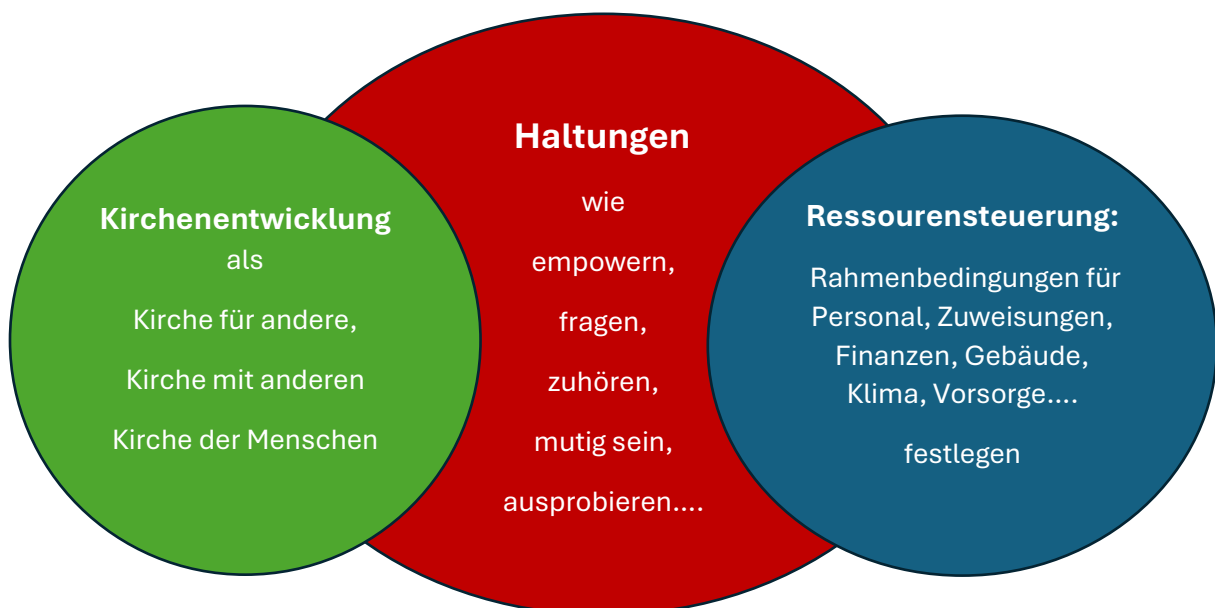 Kirchenentwicklung
als
Kirche für andere,
Kirche mit anderen
Kirche der Menschen
Haltungen
wie
empowern,
fragen,
zuhören,
mutig sein,
ausprobieren....
Ressourensteuerung:
Rahmenbedingungen für
Personal, Zuweisungen,
Finanzen, Gebäude,
Klima, Vorsorge....
festlegen